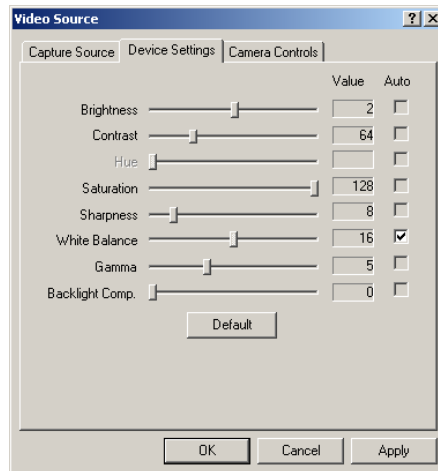 Video Source
Capture Source Device Settings Camera Controls
Value Auto
Brightness 2
Contrast 64
Hue
Saturation 128
Sharpness 8
White Balance 16
Gamma 5
Backlight Comp. 0
Default
OK Cancel Apply